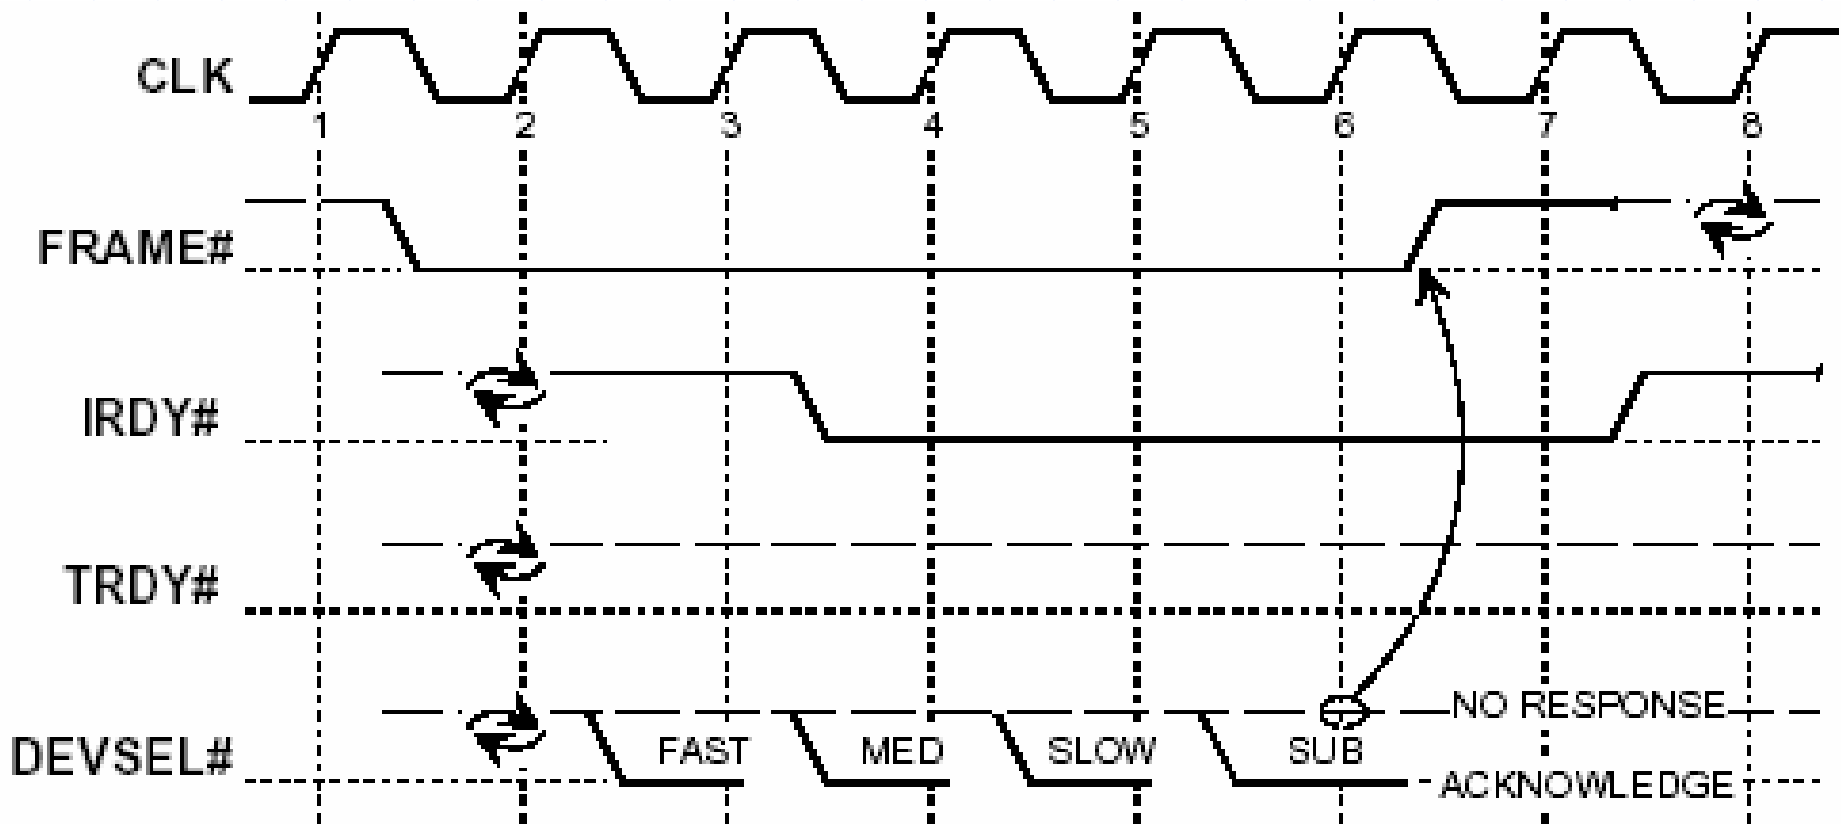 CLK
1 2 3 4 5 6 7 8
FRAME#
IRDY#
TRDY#
NO RESPONSE
DEVSEL# FAST MED SLOW SUB
ACKNOWLEDGE